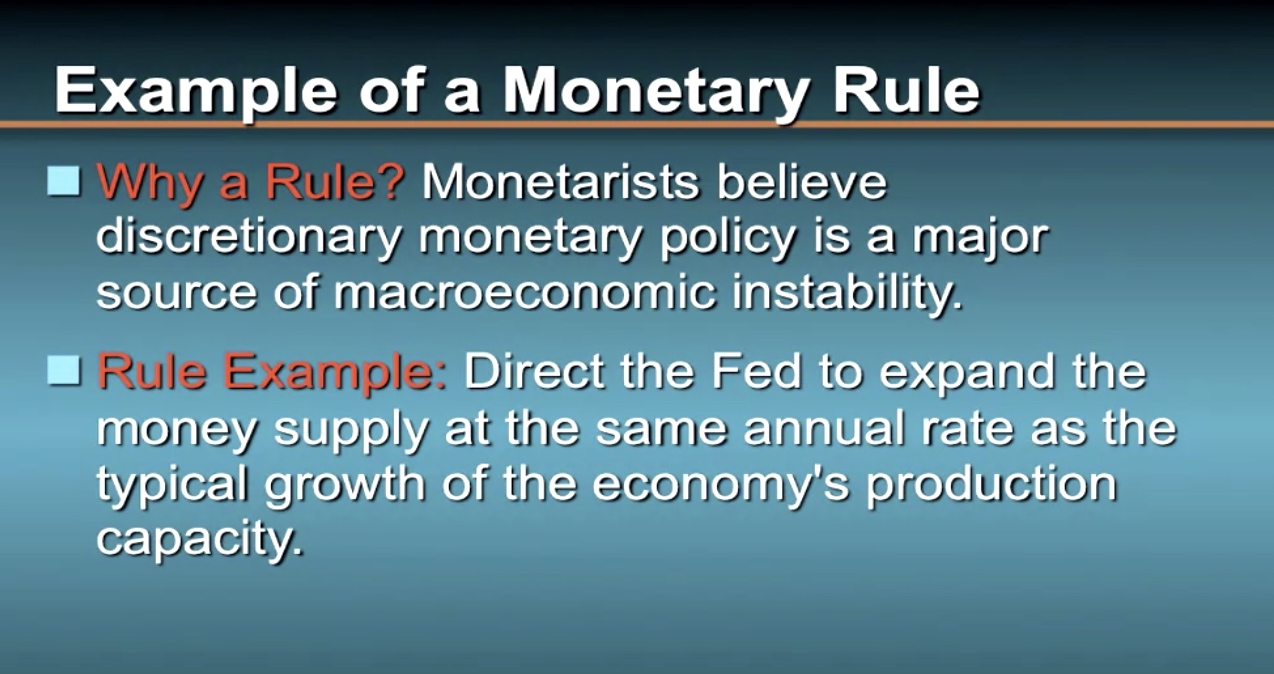 Example of a Monetary Rule
Why a Rule? Monetarists believe
discretionary monetary policy is a major
source of macroeconomic instability.
Rule Example: Direct the Fed to expand the
money supply at the same annual rate as the
typical growth of the economy's production
capacity.